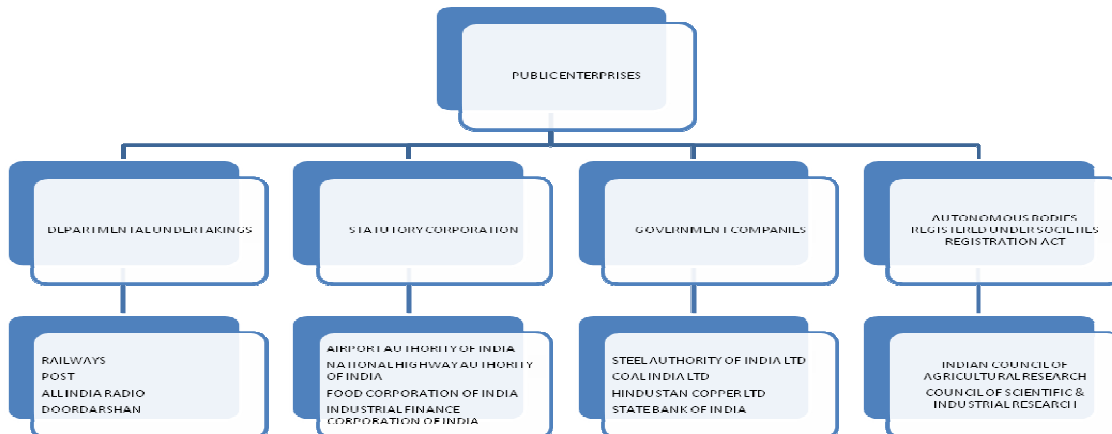 PUBLIC ENTERPRISES
DEPARTMENTAL UNDERTAKINGS
STATUTORY CORPORATION
GOVERNMENT COMPANIES
AUTONOMOUS BODIES
REGISTERED UNDER SOCIETIES
REGISTRATION ACT
RAILWAYS
POST
ALL INDIA RADIO
DOORDARSHAN
AIRPORT AUTHORITY OF INDIA
NATIONAL HIGHWAY AUTHORITY
OF INDIA
FOOD CORPORATION OF INDIA
INDUSTRIAL FINANCE
CORPORATION OF INDIA
STEEL AUTHORITY OF INDIA LTD
COAL INDIA LTD
HINDUSTAN COPPER LTD
STATE BANK OF INDIA
INDIAN COUNCIL OF
AGRICULTURAL RESEARCH
COUNCIL OF SCIENTIFIC &
INDUSTRIAL RESEARCH